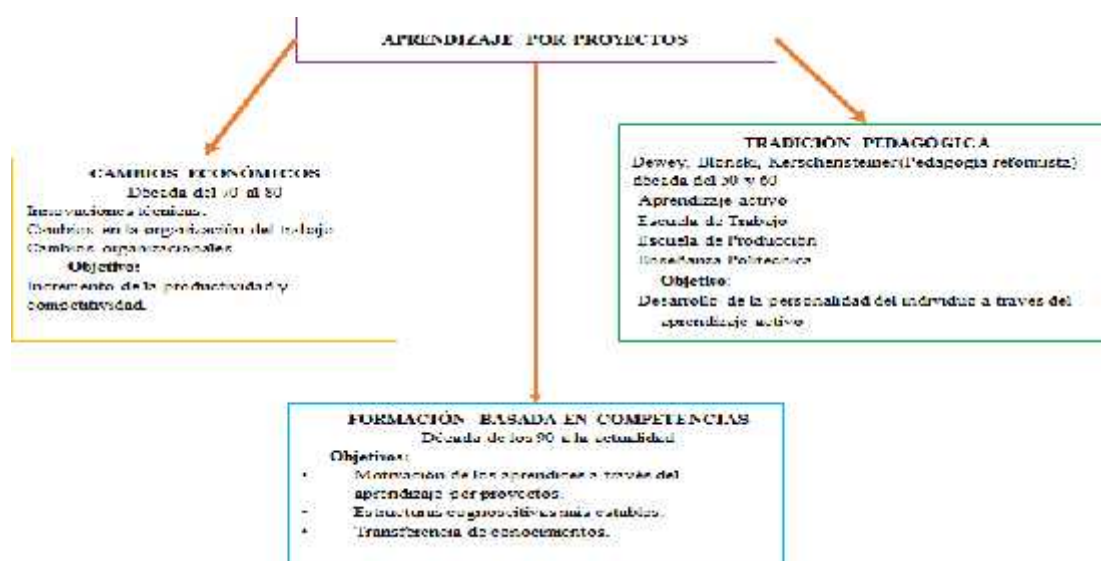 APRENDIZAJE POR PROYECTOS
CAMBIOS ECONÓMICOS
Década del 70 al 80
Innovaciones técnicas.
Cambios en la organización del trabajo
Cambios organizacionales
Objetivo:
Incremento de la productividad y
competitividad.
TRADICIÓN PEDAGÓGICA
Dewey, Blonski, Kerschensteiner(Pedagogía reformista)
década del 50 y 60
Aprendizaje activo
Escuela de Trabajo
Escuela de Producción
Enseñanza Politécnica
Objetivo:
Desarrollo de la personalidad del individuo a través del
aprendizaje activo
FORMACIÓN BASADA EN COMPETENCIAS
Década de los 90 a la actualidad
Objetivos:
• Motivación de los aprendices a través del
aprendizaje por proyectos.
• Estructuras cognoscitivas más estables.
• Transferencia de conocimientos.